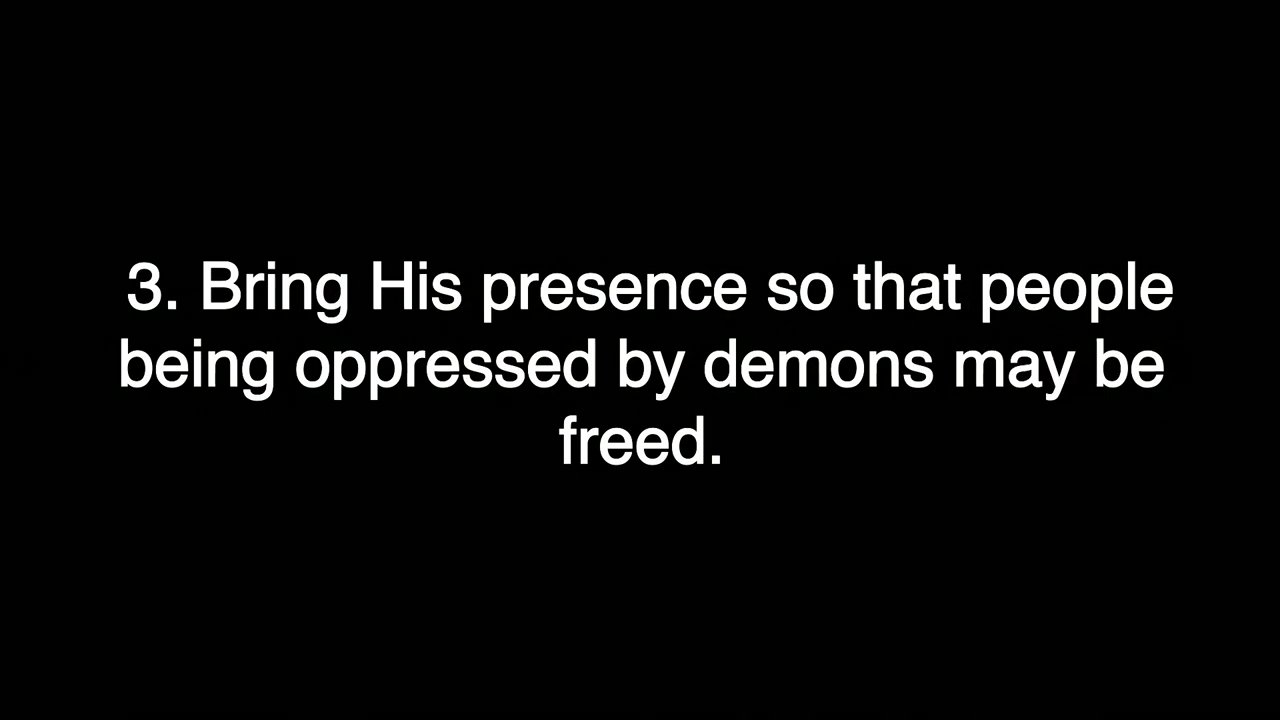 3. Bring His presence so that people
being oppressed by demons may be
freed.